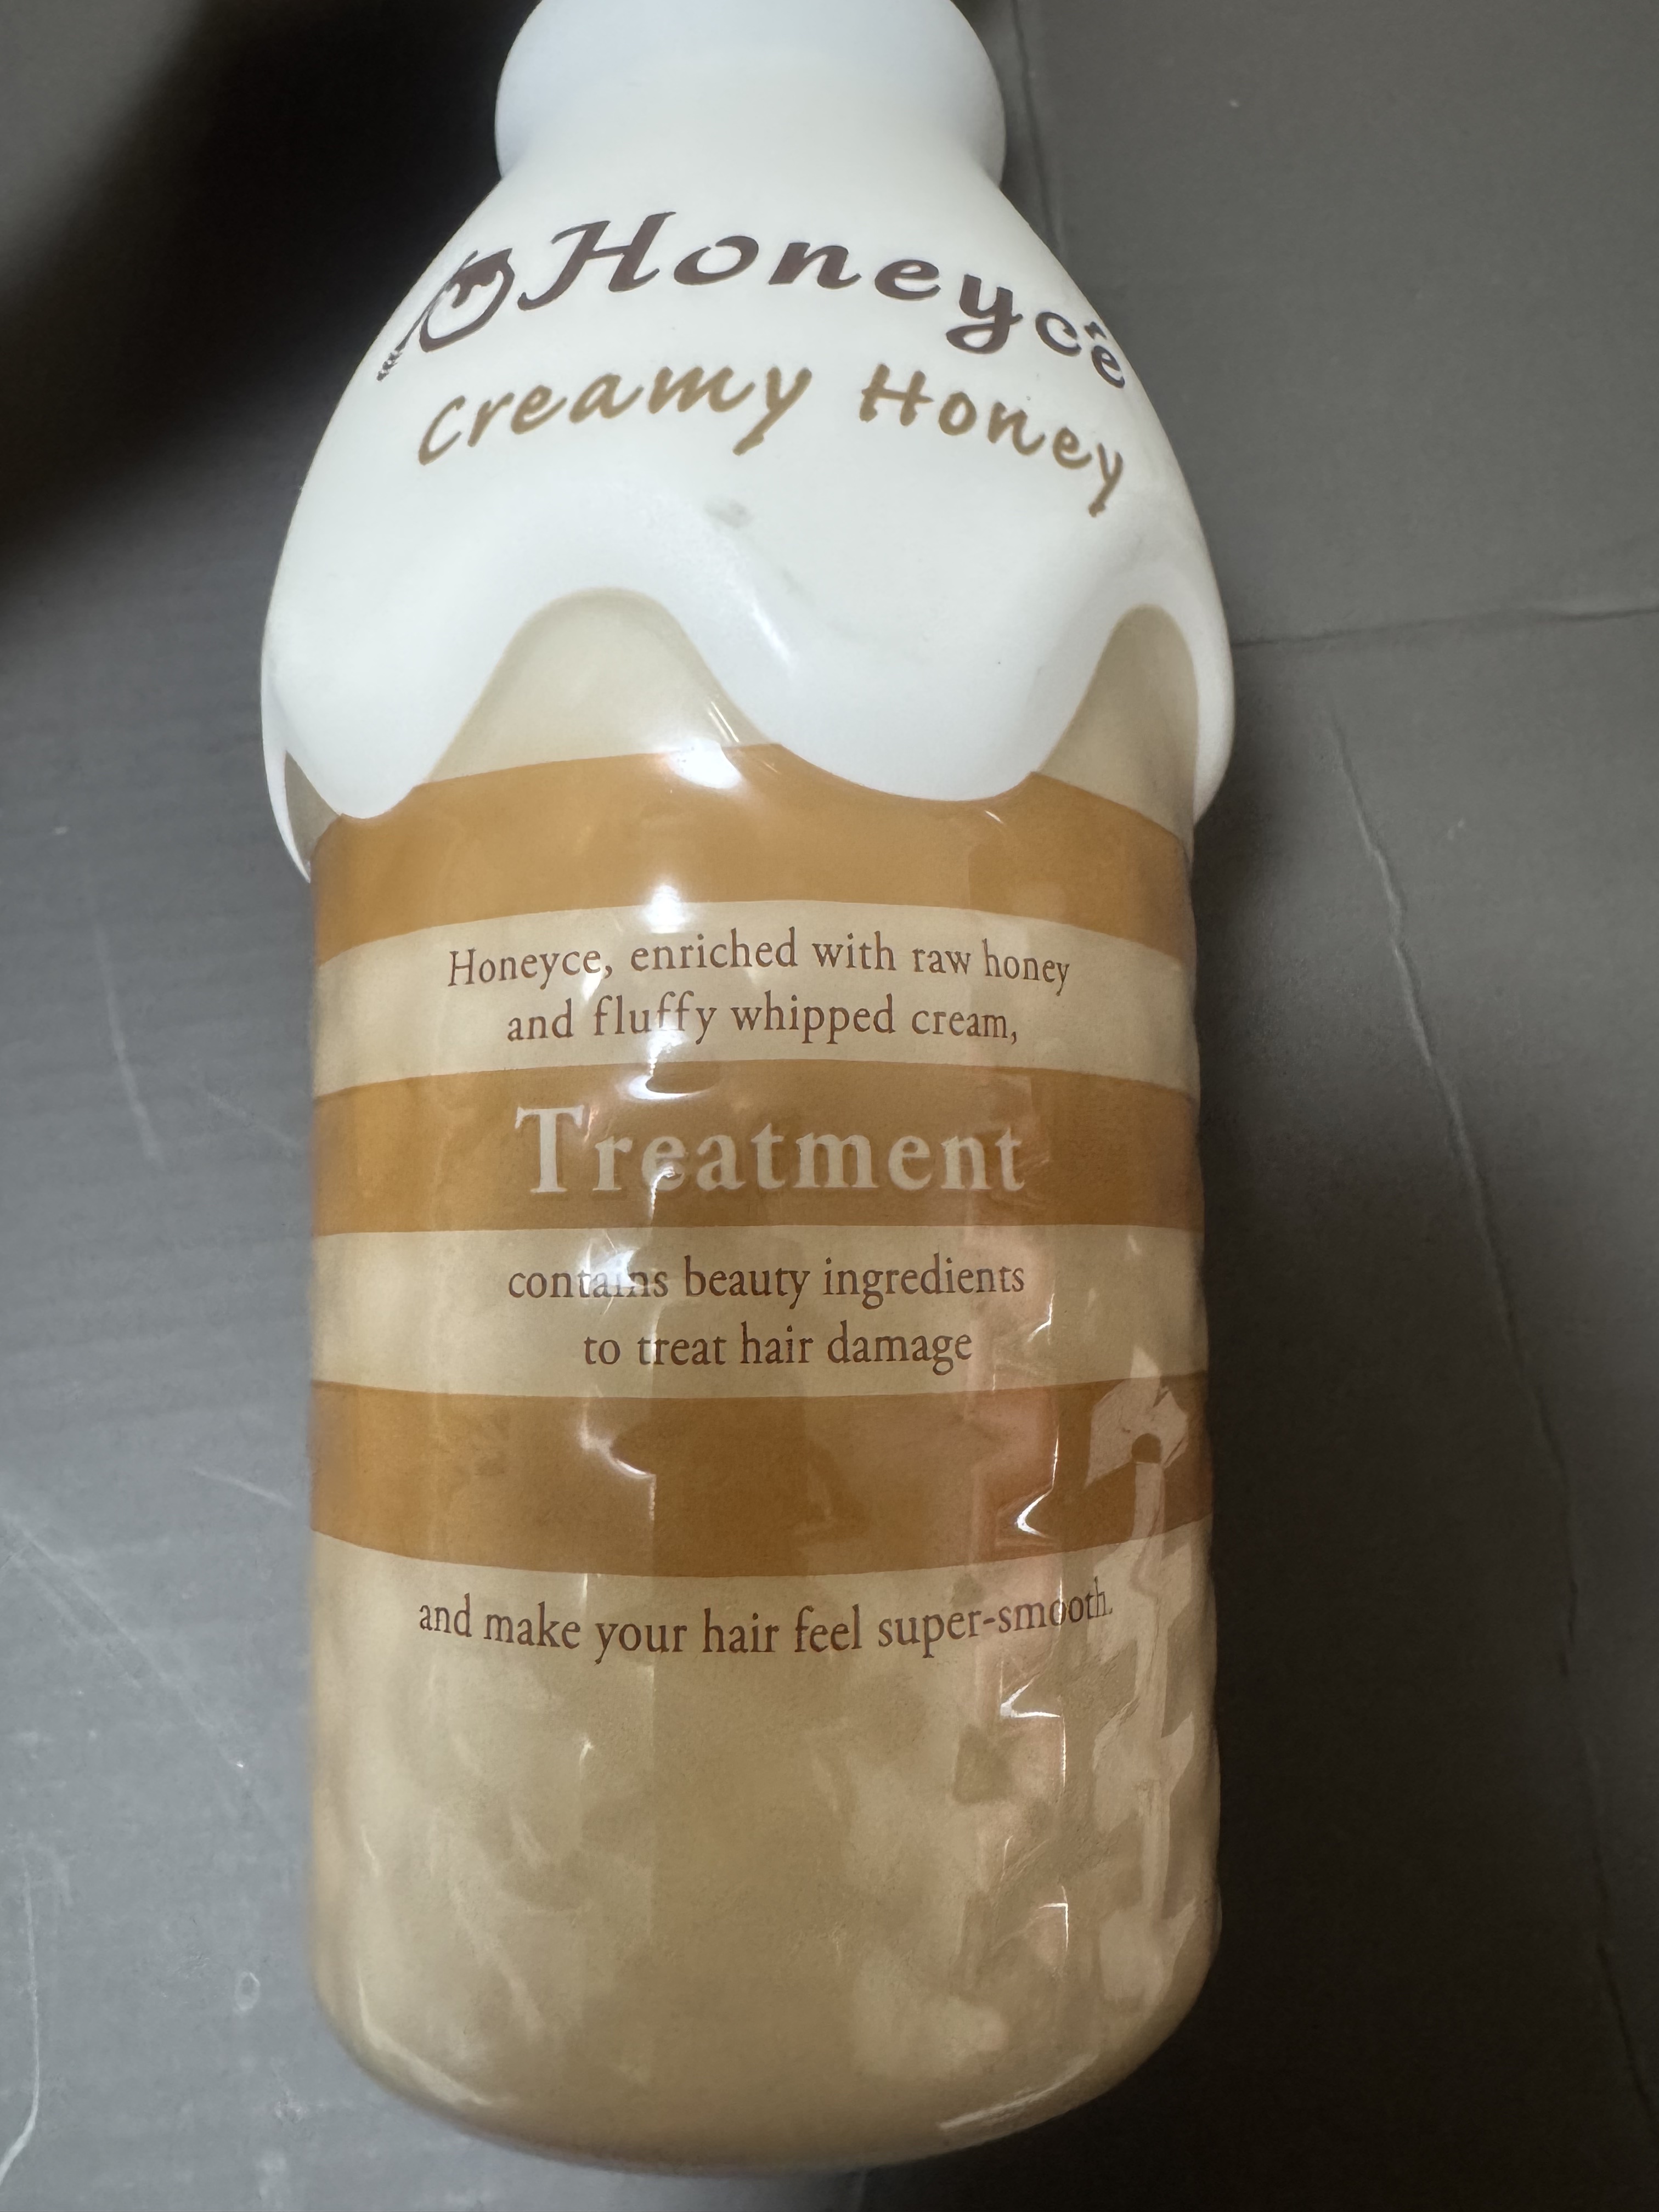 Honeycê
Creamy Honey
Honeyce, enriched with raw honey
and fluffy whipped cream,
Treatment
contains beauty ingredients
to treat hair damage
and make your hair feel super-smooth.